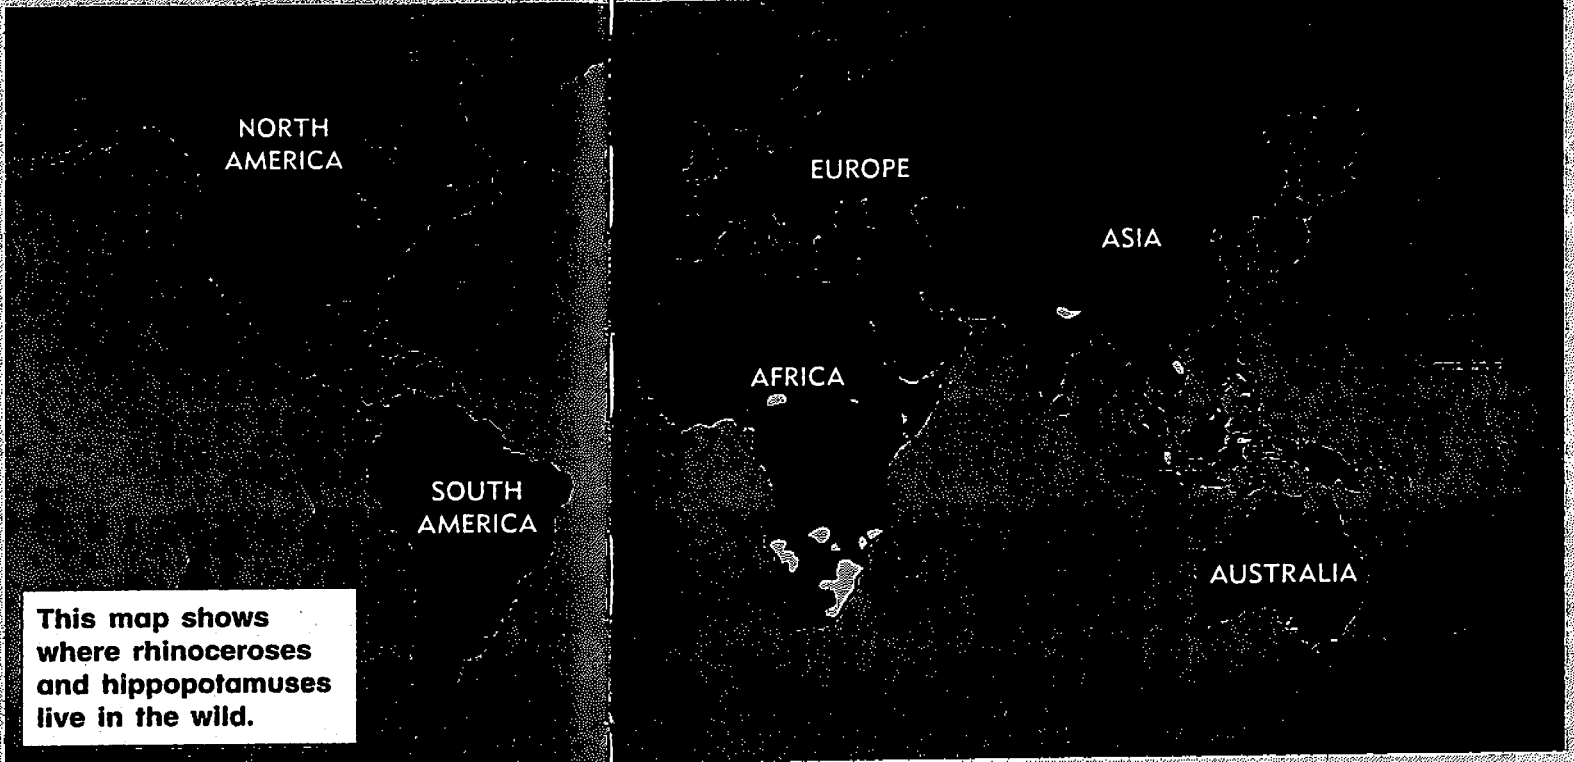 NORTH
AMERICA
EUROPE
ASIA
AFRICA
SOUTH
AMERICA
AUSTRALIA
This map shows
where rhinoceroses
and hippopotamuses
live in the wild.